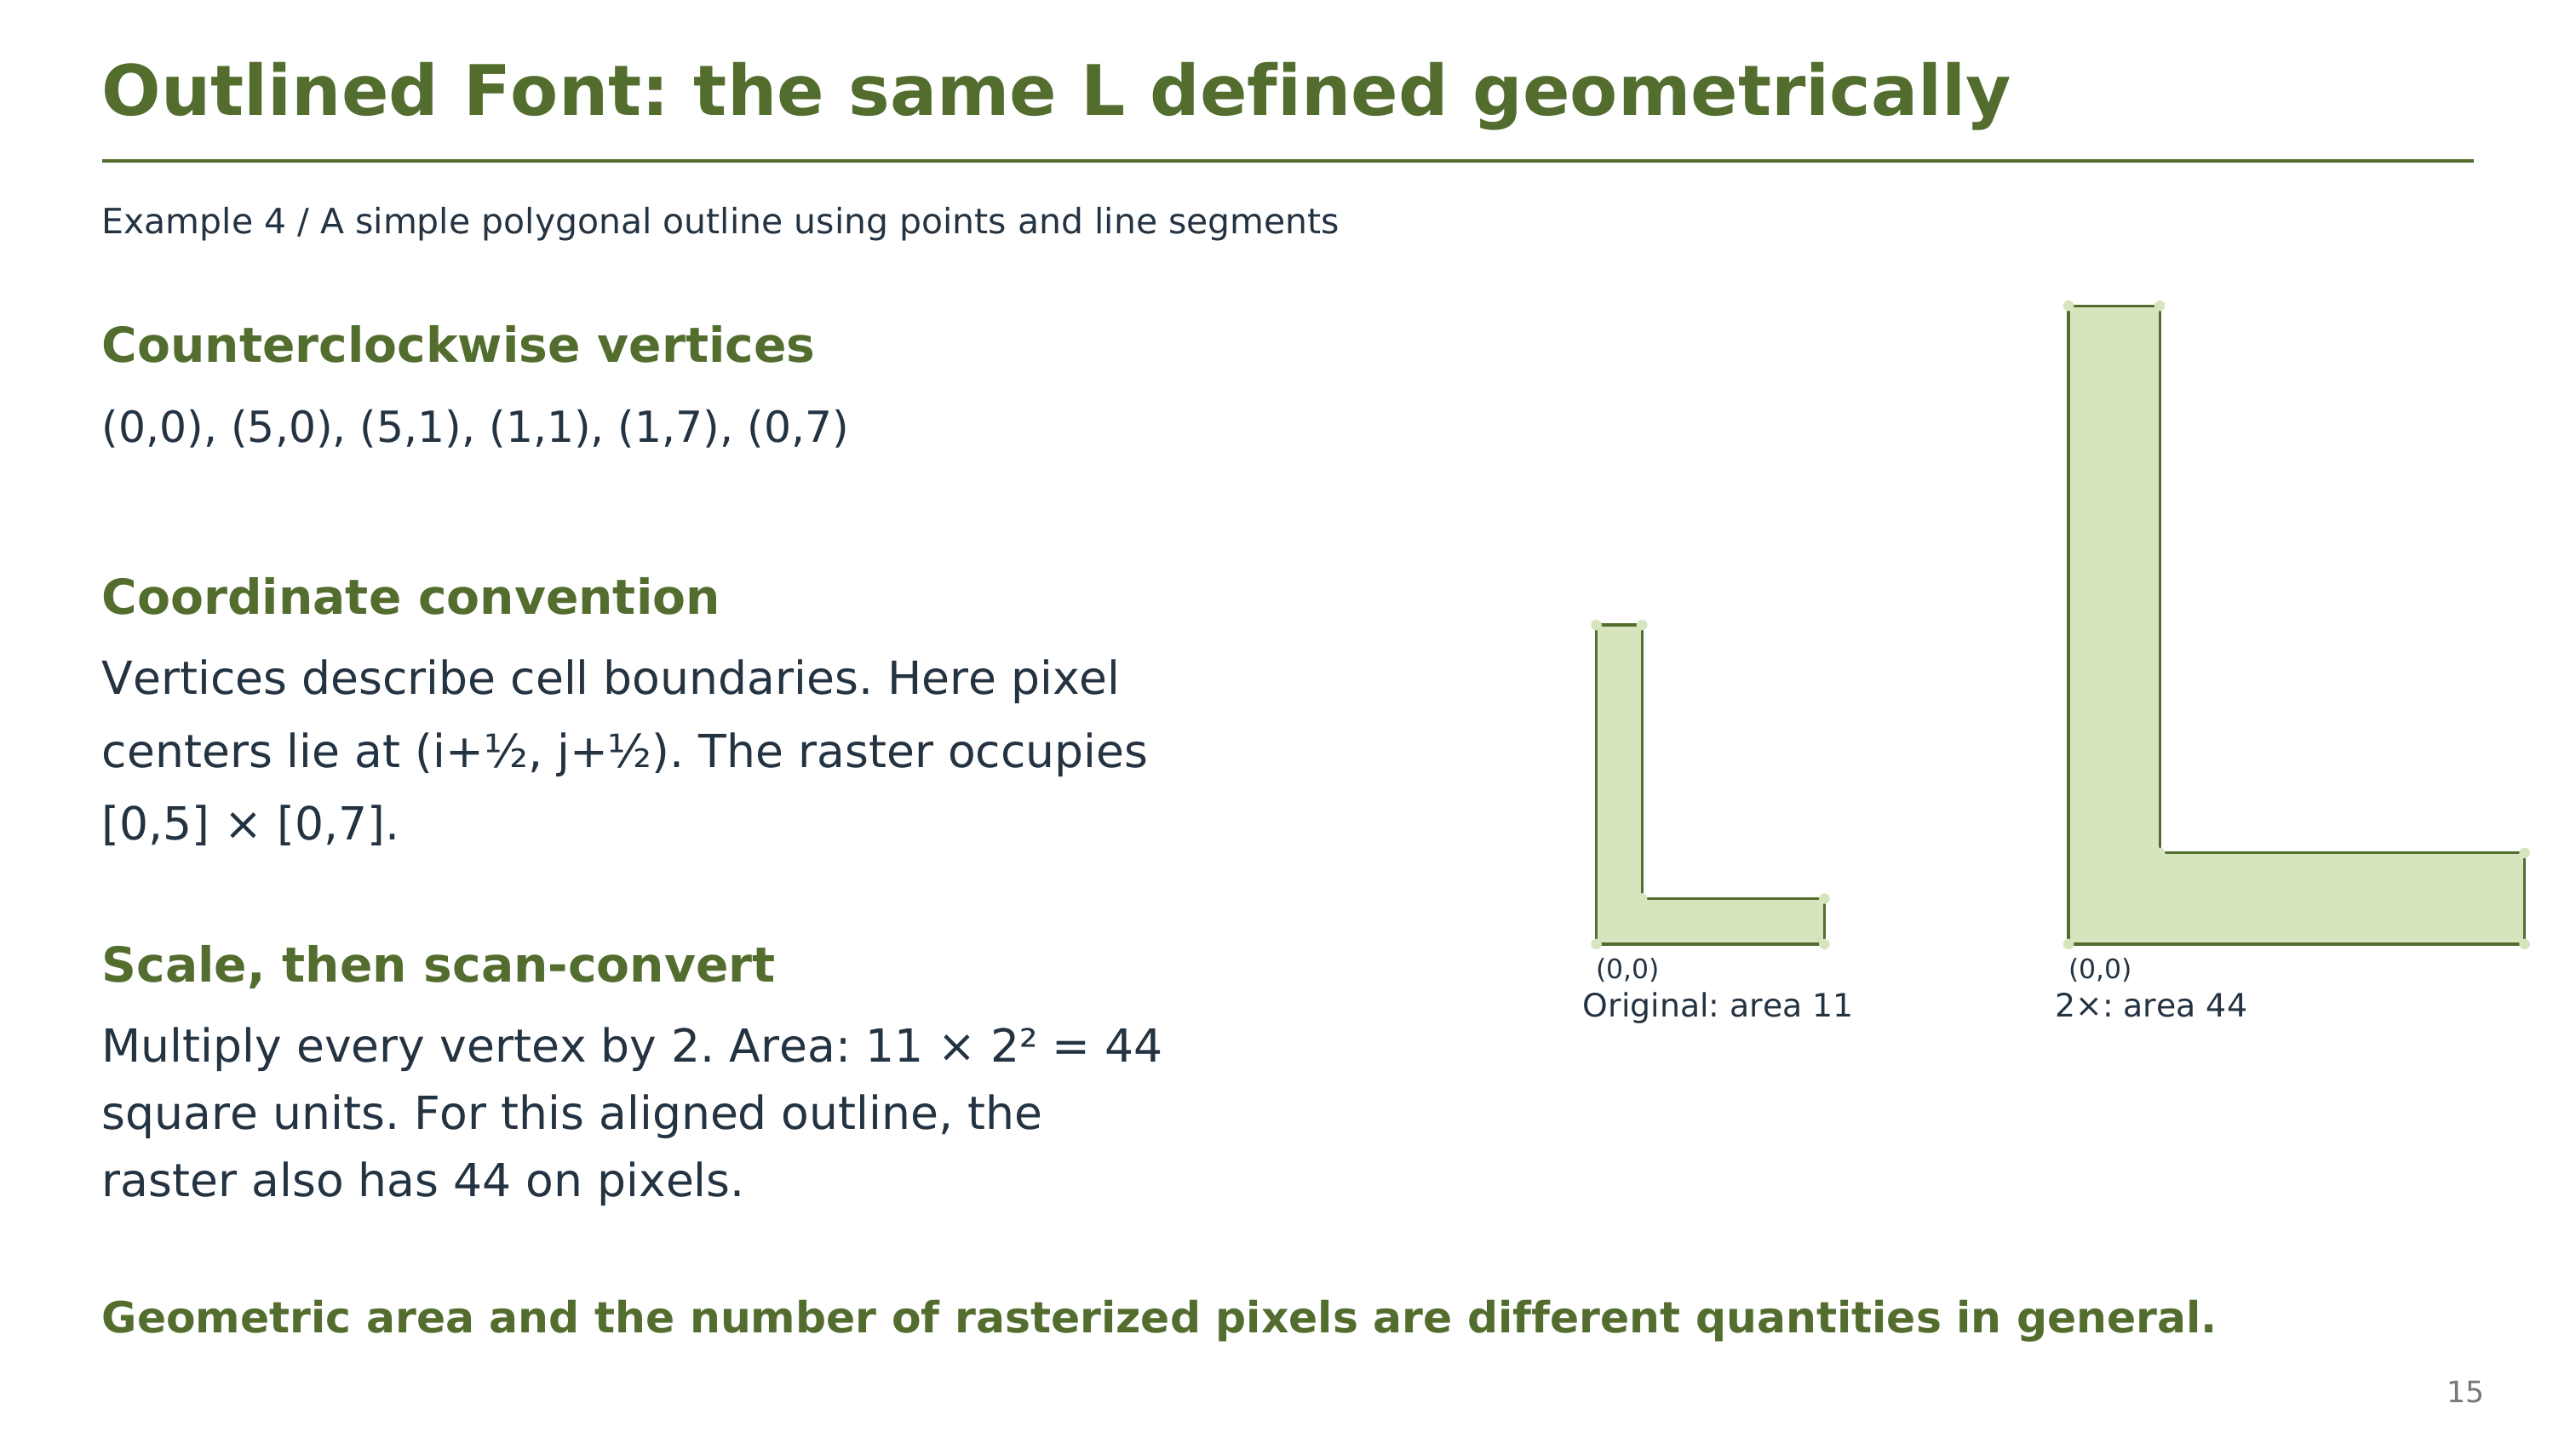 Outlined Font: the same L defined geometrically
Example 4 / A simple polygonal outline using points and line segments
Counterclockwise vertices
(0,0), (5,0), (5,1), (1,1), (1,7), (0,7)
Coordinate convention
Vertices describe cell boundaries. Here pixel
centers lie at (i+½, j+½). The raster occupies
[0,5] × [0,7].
Scale, then scan-convert
Multiply every vertex by 2. Area: 11 × 2² = 44
square units. For this aligned outline, the
raster also has 44 on pixels.
(0,0)
Original: area 11
(0,0)
2×: area 44
Geometric area and the number of rasterized pixels are different quantities in general.
15